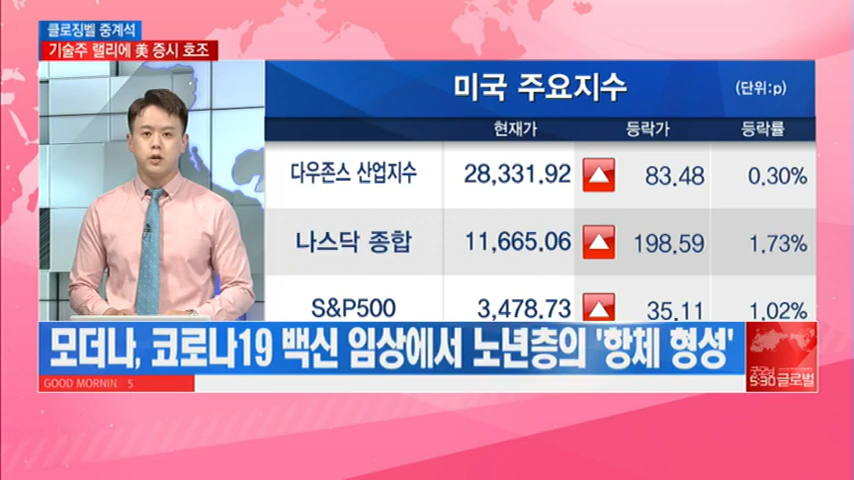 클로징벨 중계석
기술주 랠리에 美 증시 호조
미국 주요지수
(단위:p)
현재가 등락가 등락률
다우존스 산업지수 28,331.92 83.48 0.30%
나스닥 종합 11,665.06 198.59 1.73%
S&P500 3,478.73 35.11 1.02%
모더나, 코로나19 백신 임상에서 노년층의 '항체 형성'
GOOD MORNIN. 5
굿모닝
5:30 글로벌